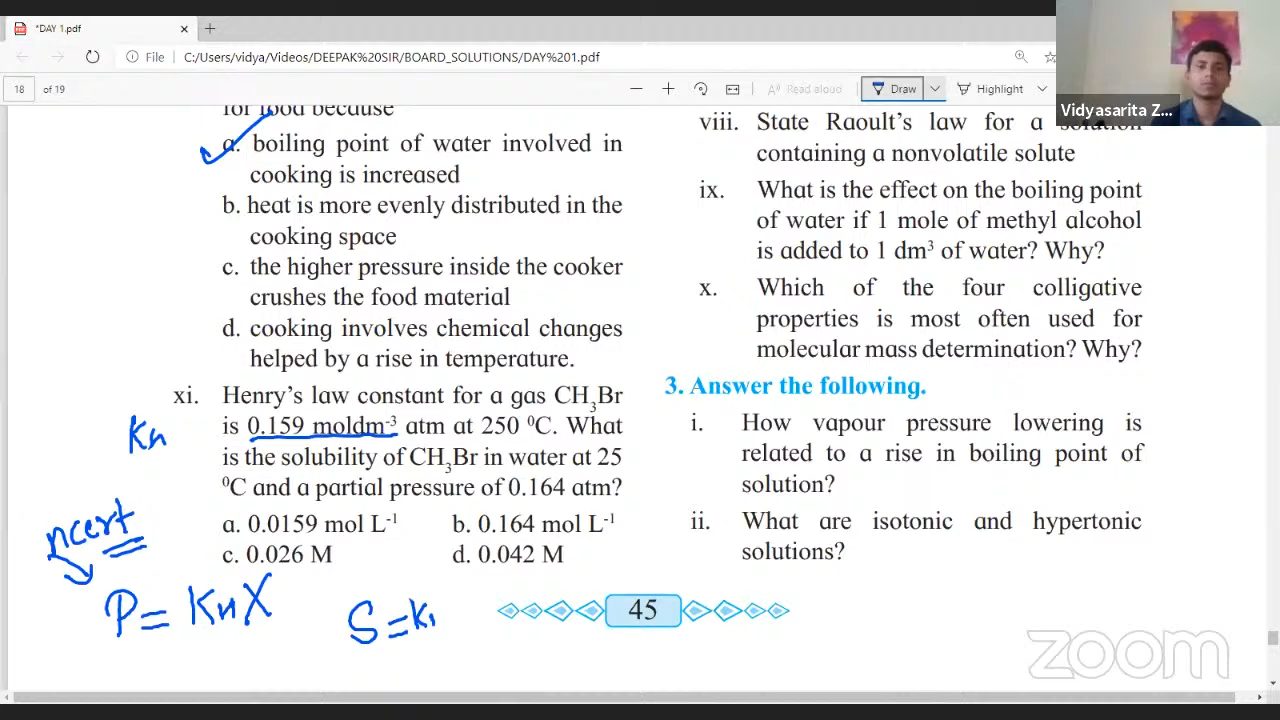 *DAY 1.pdf
File C:/Users/vidya/Videos/DEEPAK%20SIR/BOARD_SOLUTIONS/DAY%201.pdf
18 of 19
Read aloud Draw Highlight
Vidyasarita Z...
for food because
a. boiling point of water involved in
cooking is increased
b. heat is more evenly distributed in the
cooking space
c. the higher pressure inside the cooker
crushes the food material
d. cooking involves chemical changes
helped by a rise in temperature.
xi. Henry's law constant for a gas CH₃Br
is 0.159 moldm⁻³ atm at 250 ⁰C. What
is the solubility of CH₃Br in water at 25
⁰C and a partial pressure of 0.164 atm?
a. 0.0159 mol L⁻¹ b. 0.164 mol L⁻¹
c. 0.026 M d. 0.042 M
KH
ncert
P = KHX
S = K
viii. State Raoult's law for a solution
containing a nonvolatile solute
ix. What is the effect on the boiling point
of water if 1 mole of methyl alcohol
is added to 1 dm³ of water? Why?
x. Which of the four colligative
properties is most often used for
molecular mass determination? Why?
3. Answer the following.
i. How vapour pressure lowering is
related to a rise in boiling point of
solution?
ii. What are isotonic and hypertonic
solutions?
45
zoom